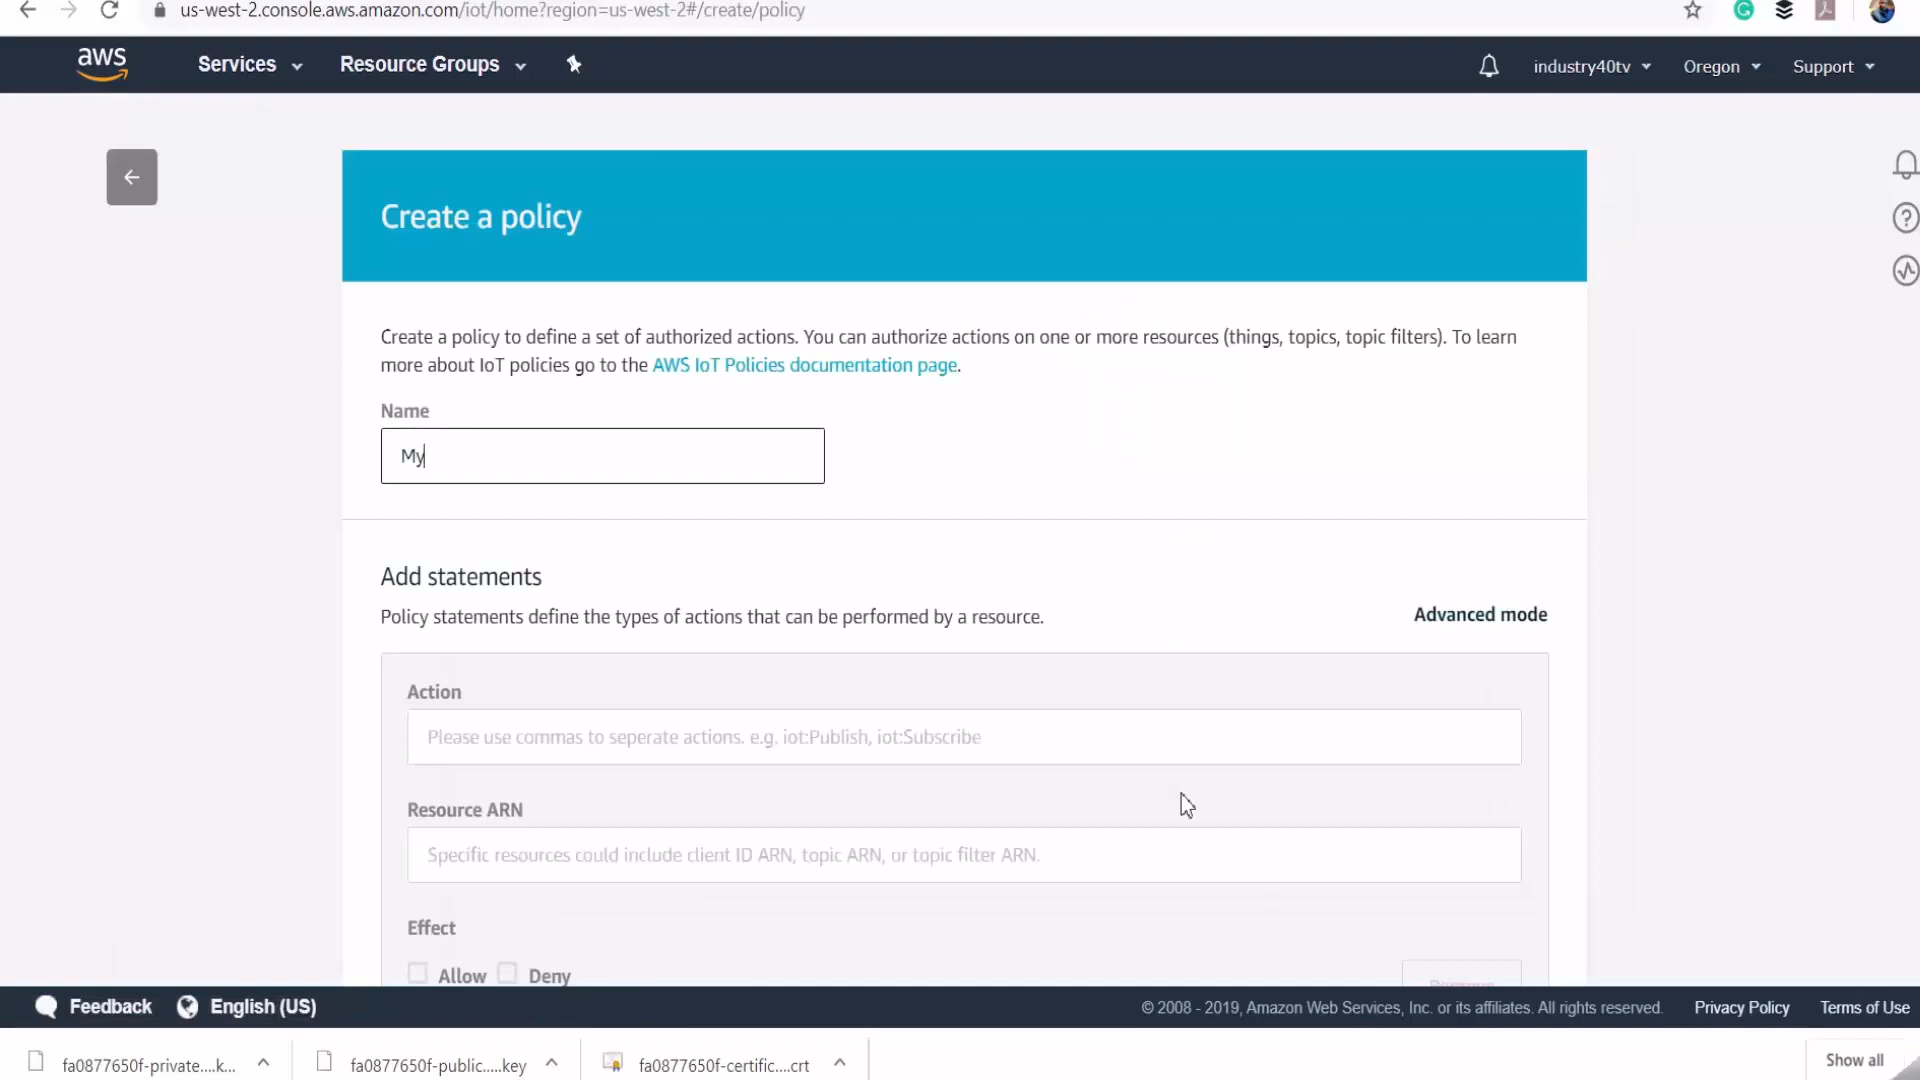 us-west-2.console.aws.amazon.com/iot/home?region=us-west-2#/create/policy
aws Services Resource Groups industry40tv Oregon Support
Create a policy
Create a policy to define a set of authorized actions. You can authorize actions on one or more resources (things, topics, topic filters). To learn
more about IoT policies go to the AWS IoT Policies documentation page.
Name
My
Add statements
Policy statements define the types of actions that can be performed by a resource.
Advanced mode
Action
Please use commas to seperate actions. e.g. iot:Publish, iot:Subscribe
Resource ARN
Specific resources could include client ID ARN, topic ARN, or topic filter ARN.
Effect
Allow Deny
Feedback English (US) © 2008 - 2019, Amazon Web Services, Inc. or its affiliates. All rights reserved. Privacy Policy Terms of Use
fa0877650f-private....k... fa0877650f-public.....key fa0877650f-certific....crt Show all